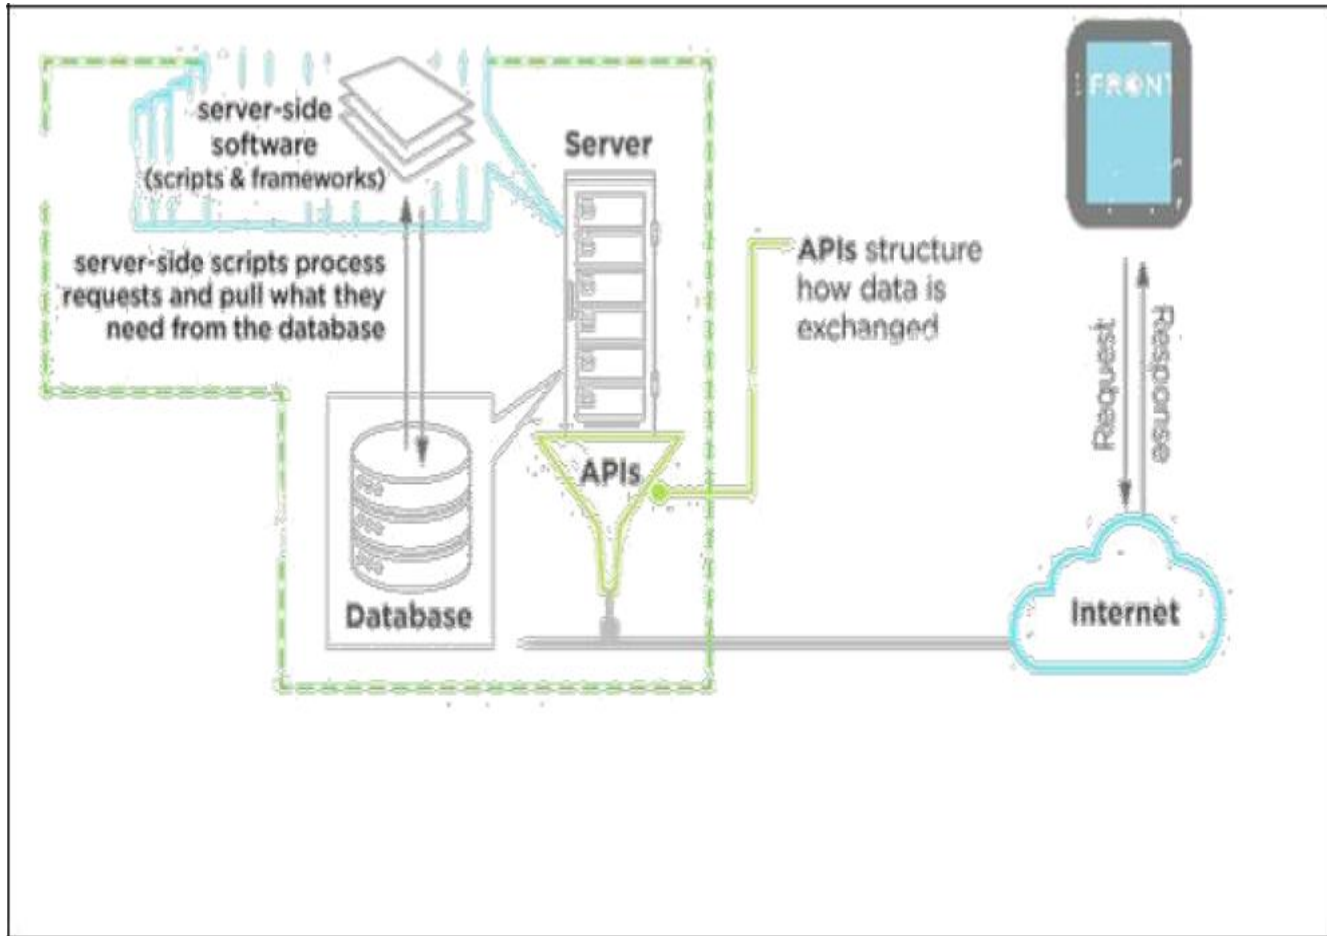 server-side
software
(scripts & frameworks)
Server
FRONT
server-side scripts process
requests and pull what they
need from the database
APIs structure
how data is
exchanged
Request
Response
APIs
Database
Internet